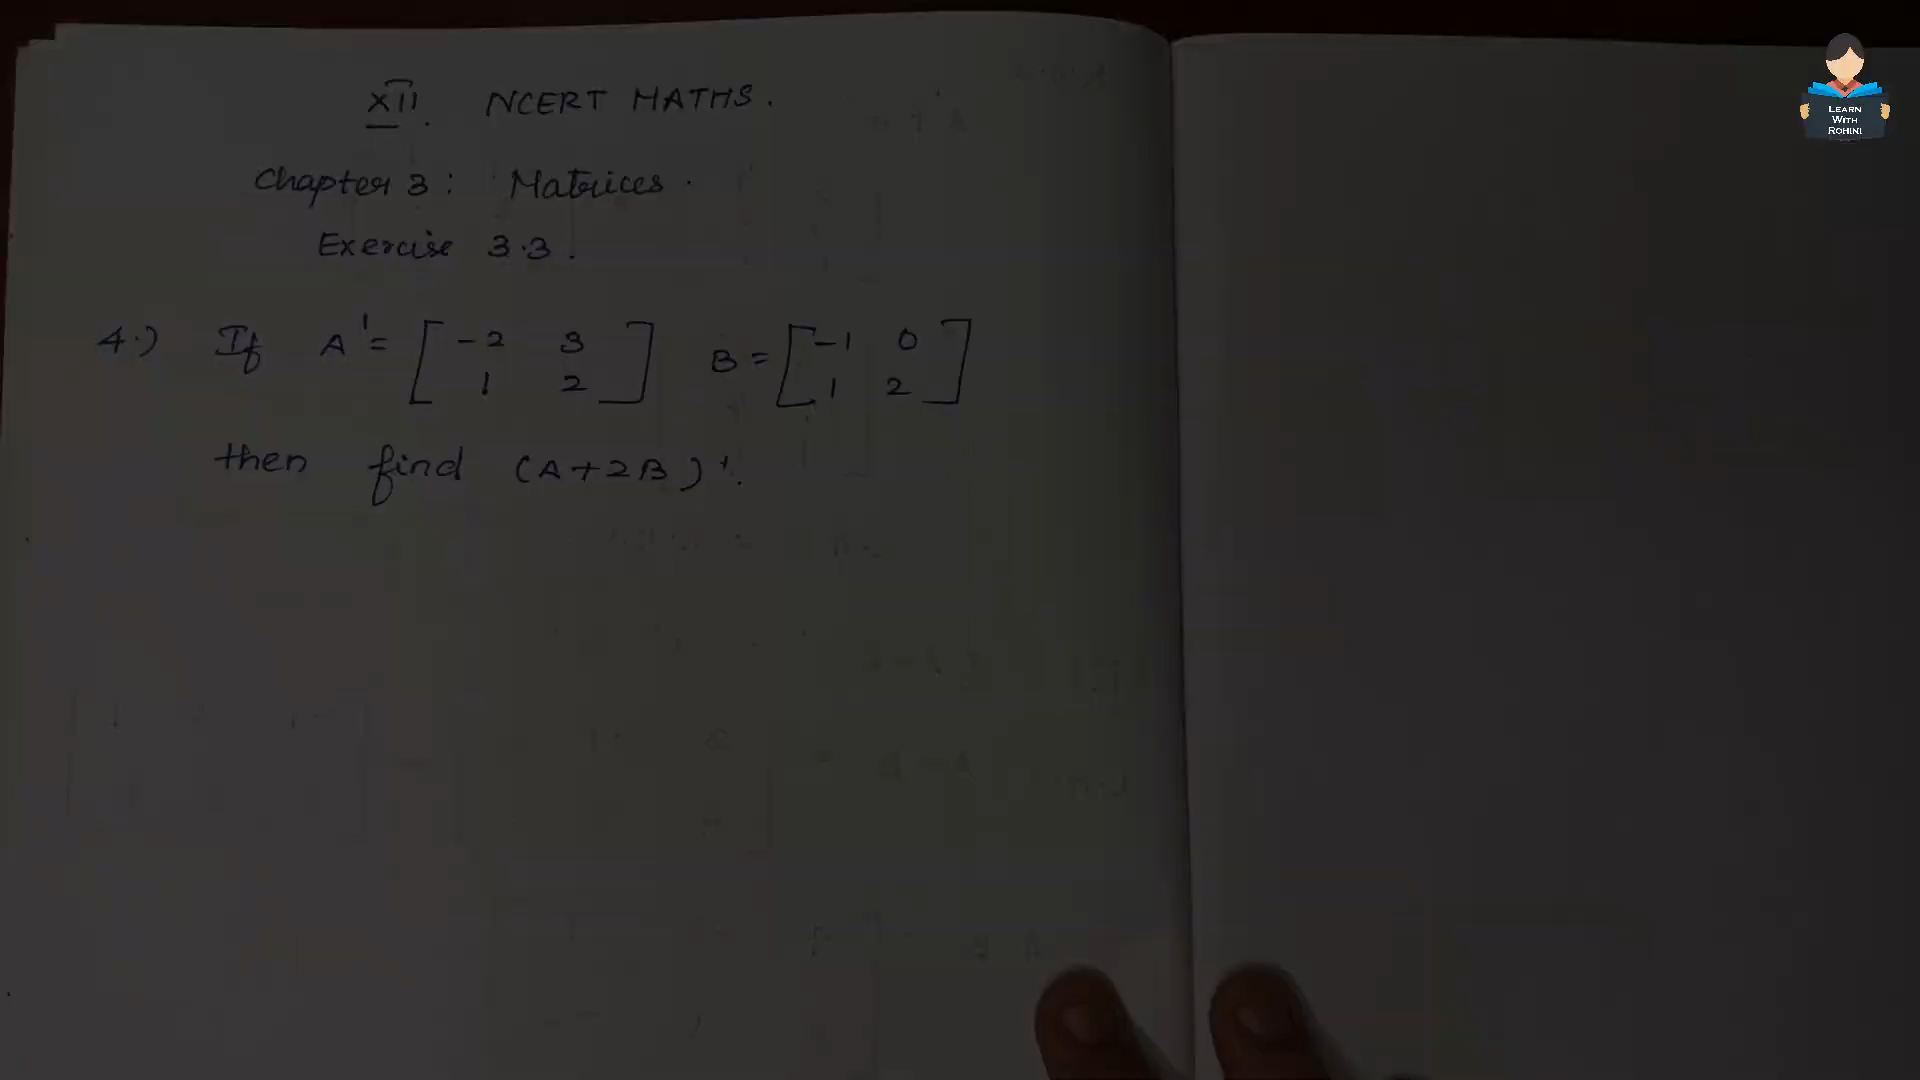 XII. NCERT MATHS.
Chapter 3: Matrices.
Exercise 3.3.
4.) If A' = [ -2 3 B = [ -1 0
1 2 ] 1 2 ]
then find (A+2B)'.
LEARN
WITH
ROHINI